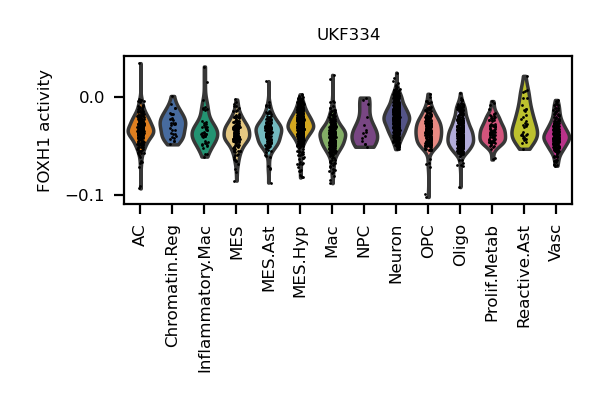 UKF334
FOXH1 activity
0.0
−0.1
AC
Chromatin.Reg
Inflammatory.Mac
MES
MES.Ast
MES.Hyp
Mac
NPC
Neuron
OPC
Oligo
Prolif.Metab
Reactive.Ast
Vasc